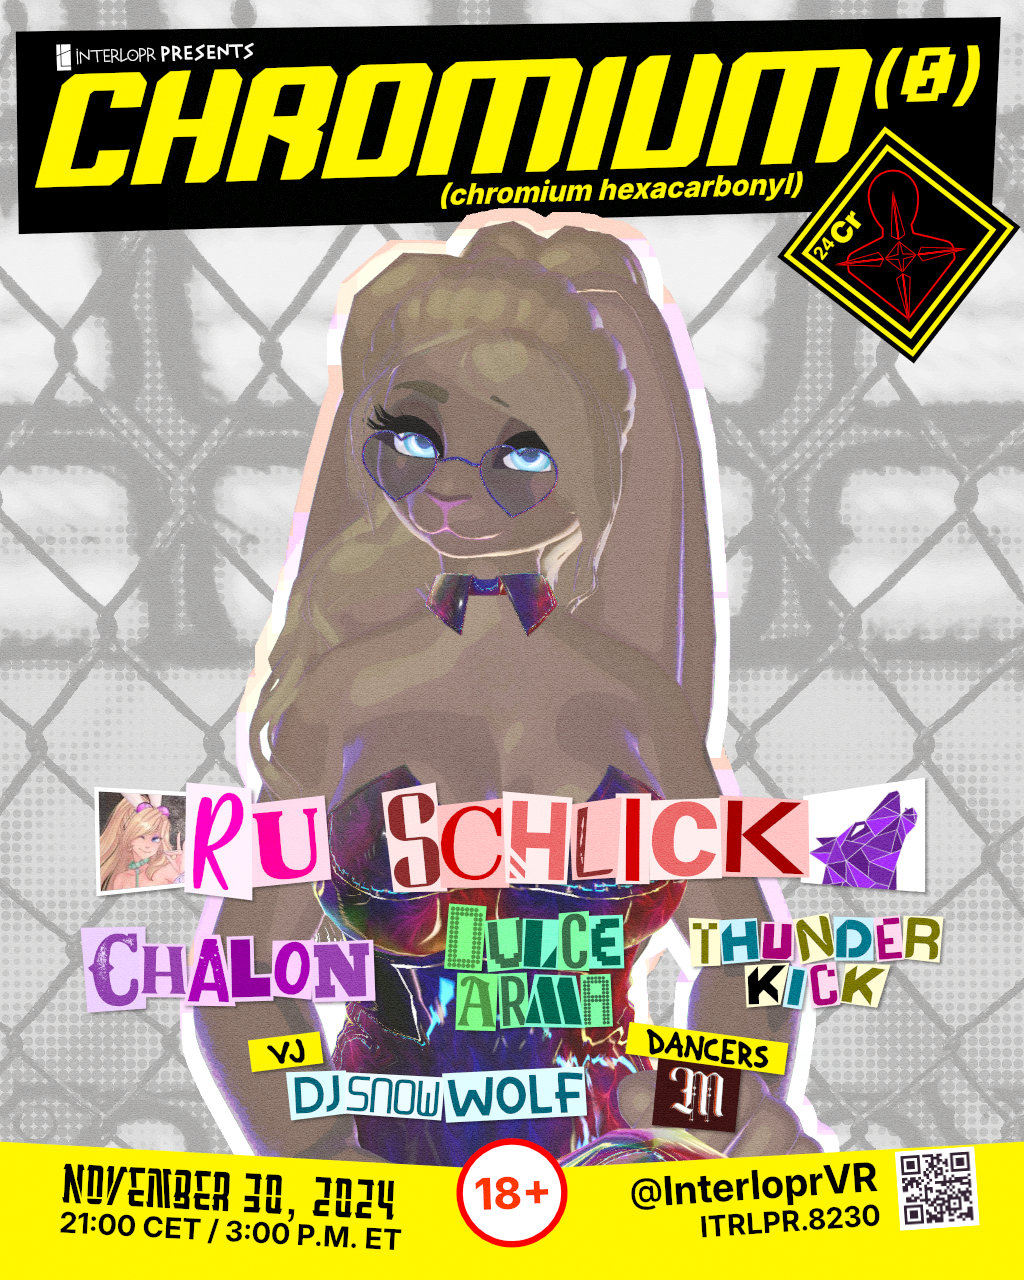 INTERLOPR PRESENTS
CHROMIUM(0)
(chromium hexacarbonyl)
24Cr
RU SCHLICK
CHALON
DULCE
ARMA
THUNDER
KICK
VJ
DJ SNOW WOLF
DANCERS
M
NOVEMBER 30, 2024
21:00 CET / 3:00 P.M. ET
18+
@InterloprVR
ITRLPR.8230